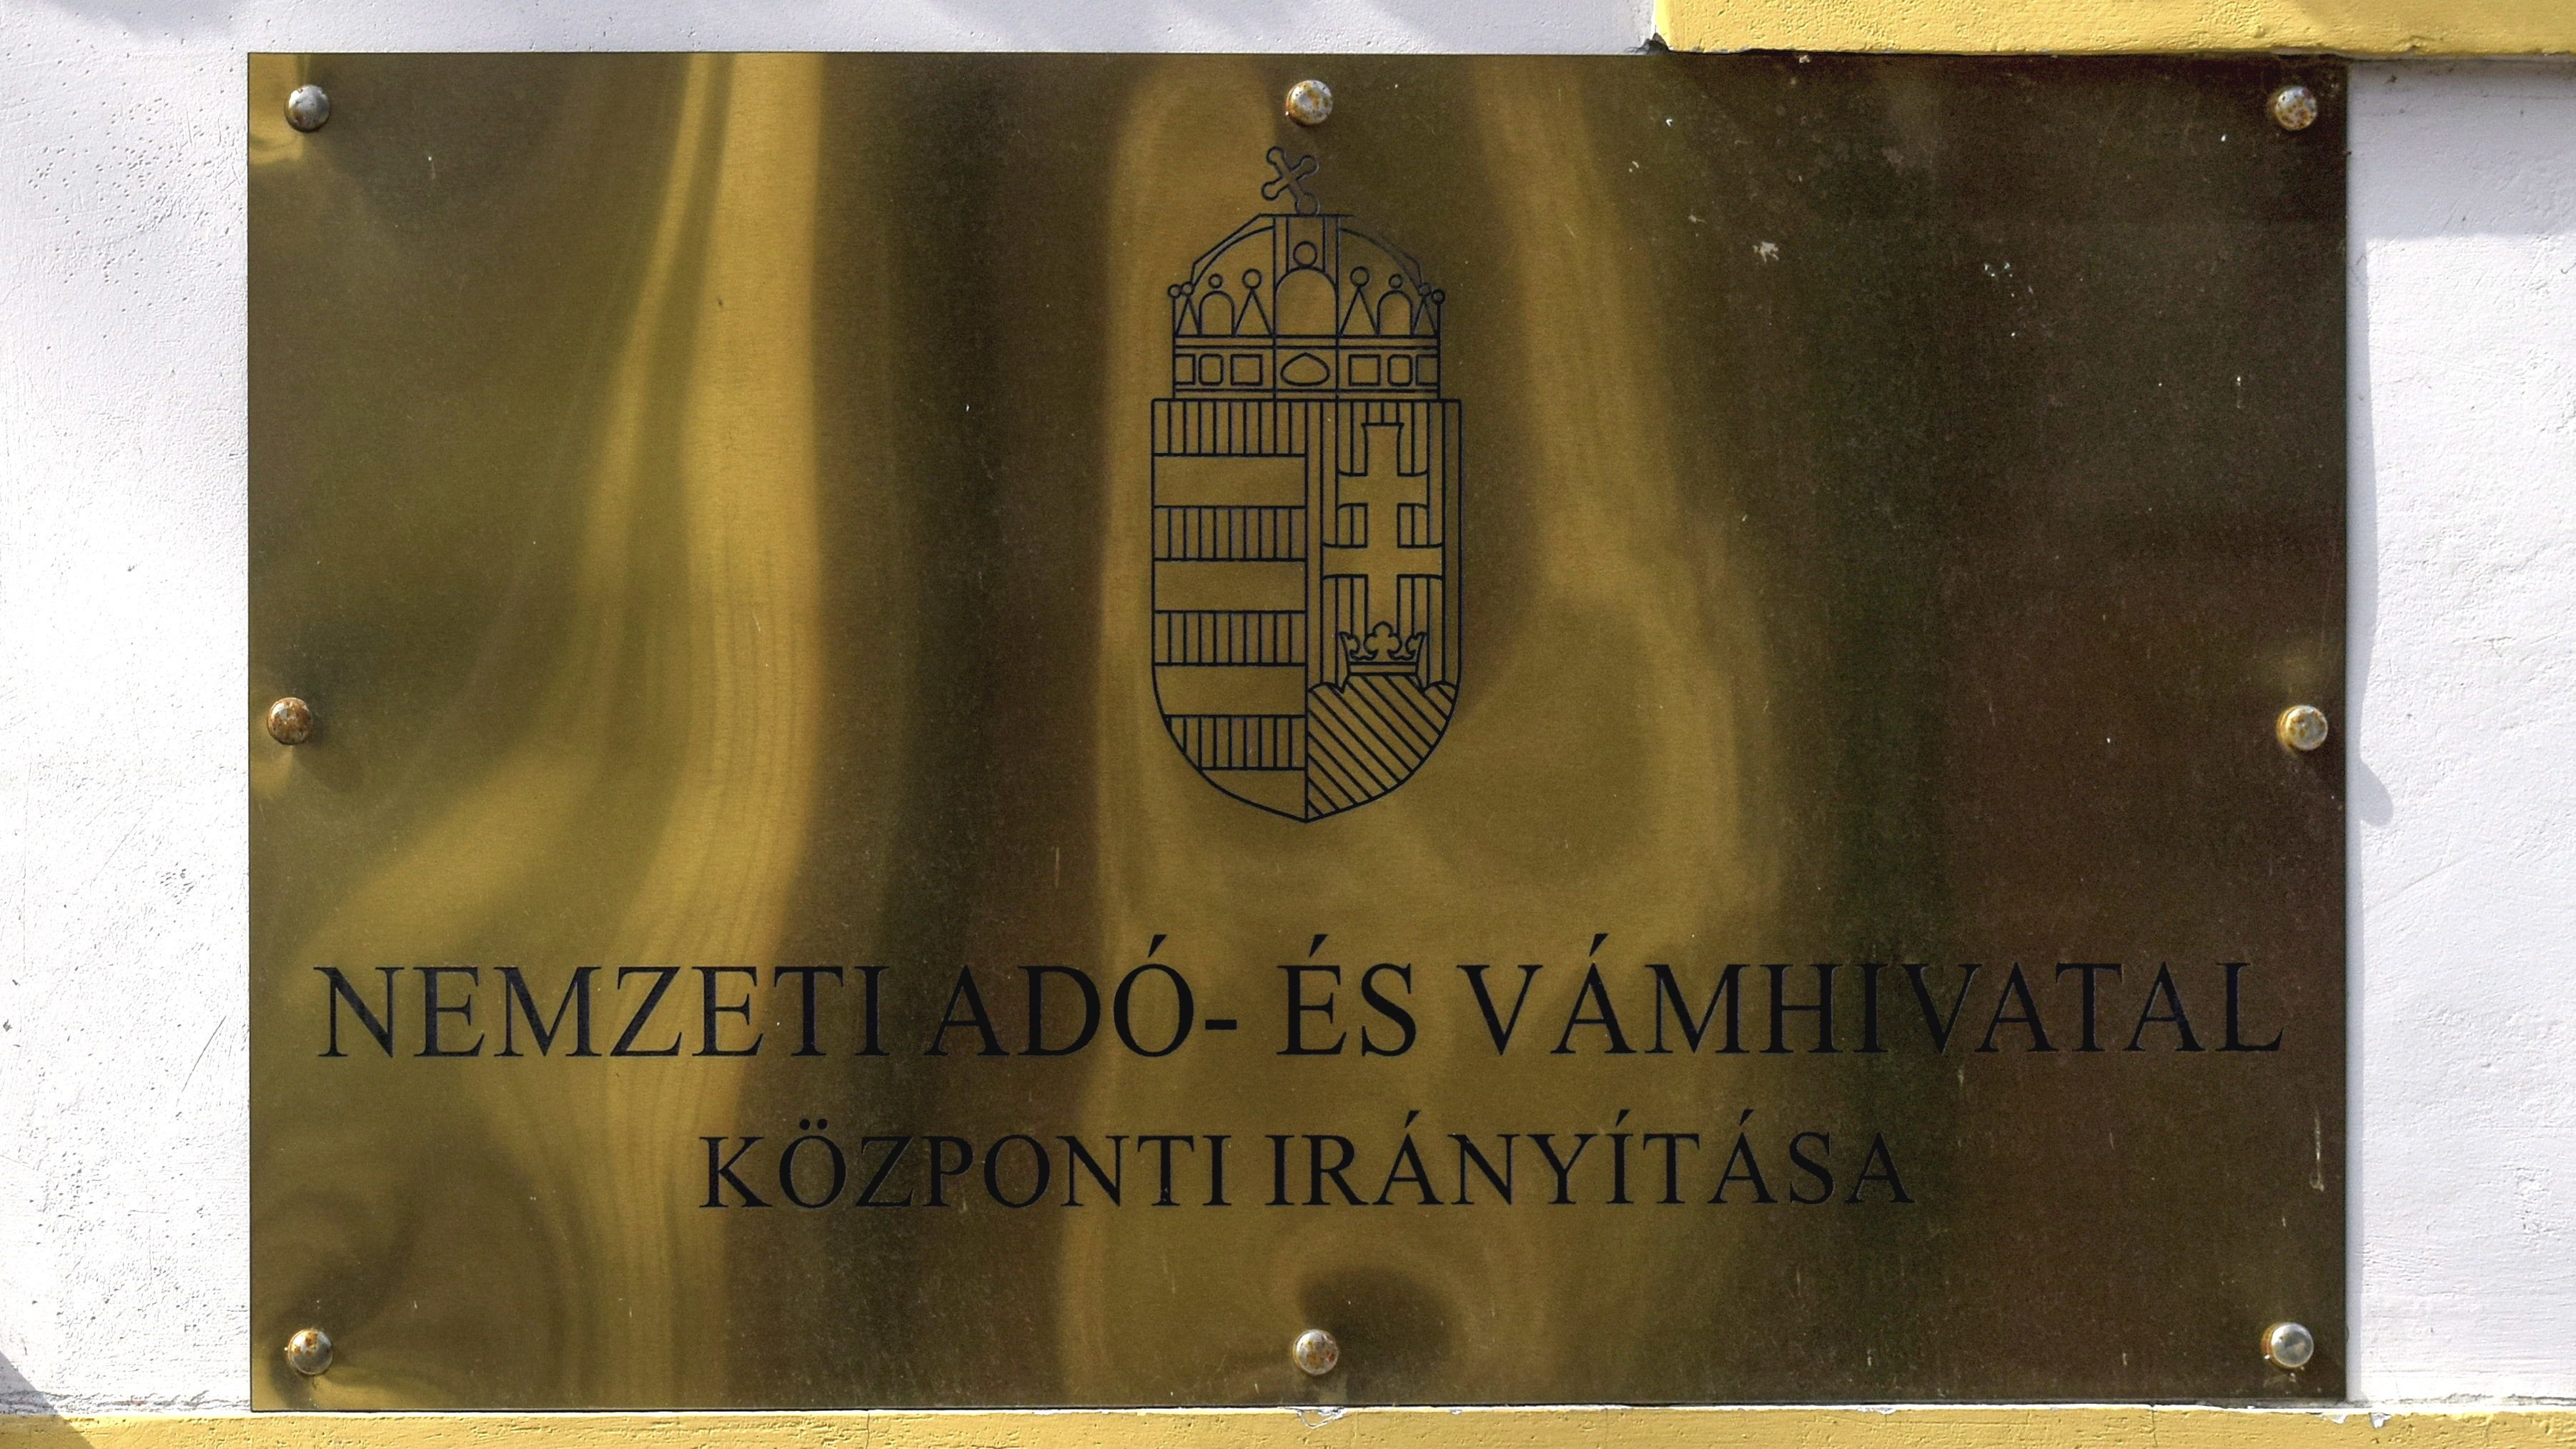 NEMZETI ADÓ- ÉS VÁMHIVATAL
KÖZPONTI IRÁNYÍTÁSA